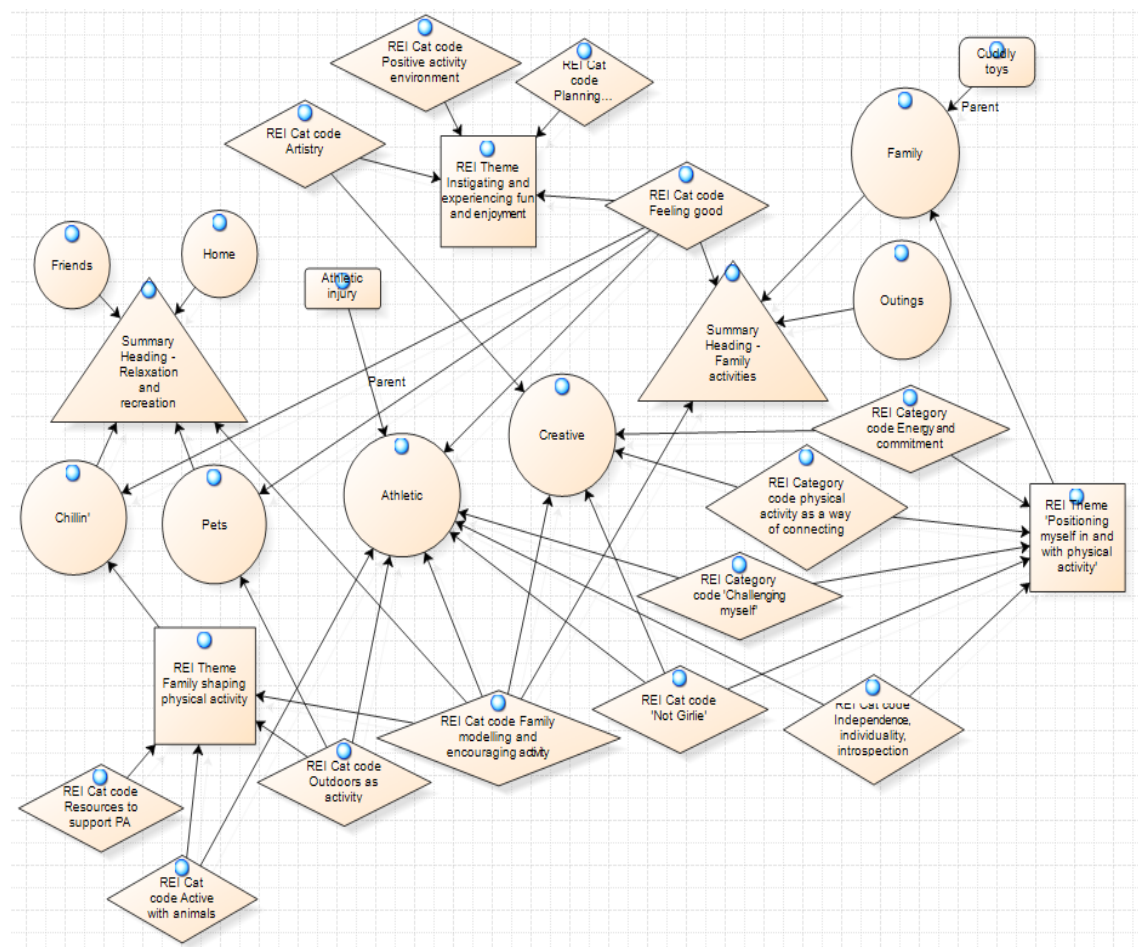 REI Cat code
Positive activity
environment
REI Cat
code
Planning...
Cuddly
toys
Parent
REI Cat code
Artistry
REI Theme
Instigating and
experiencing fun
and enjoyment
REI Cat code
Feeling good
Family
Friends
Home
Athletic
injury
Outings
Summary
Heading -
Relaxation
and
recreation
Summary
Heading -
Family
activities
Parent
Creative
REI Category
code Energy and
commitment
Chillin'
Pets
Athletic
REI Category
code physical
activity as a way
of connecting
REI Theme
'Positioning
myself in and
with physical
activity'
REI Category
code 'Challenging
myself'
REI Theme
Family shaping
physical activity
REI Cat code Family
modelling and
encouraging activity
REI Cat code
'Not Girlie'
REI Cat code
Independence,
individuality,
introspection
REI Cat code
Resources to
support PA
REI Cat code
Outdoors as
activity
REI Cat
code Active
with animals